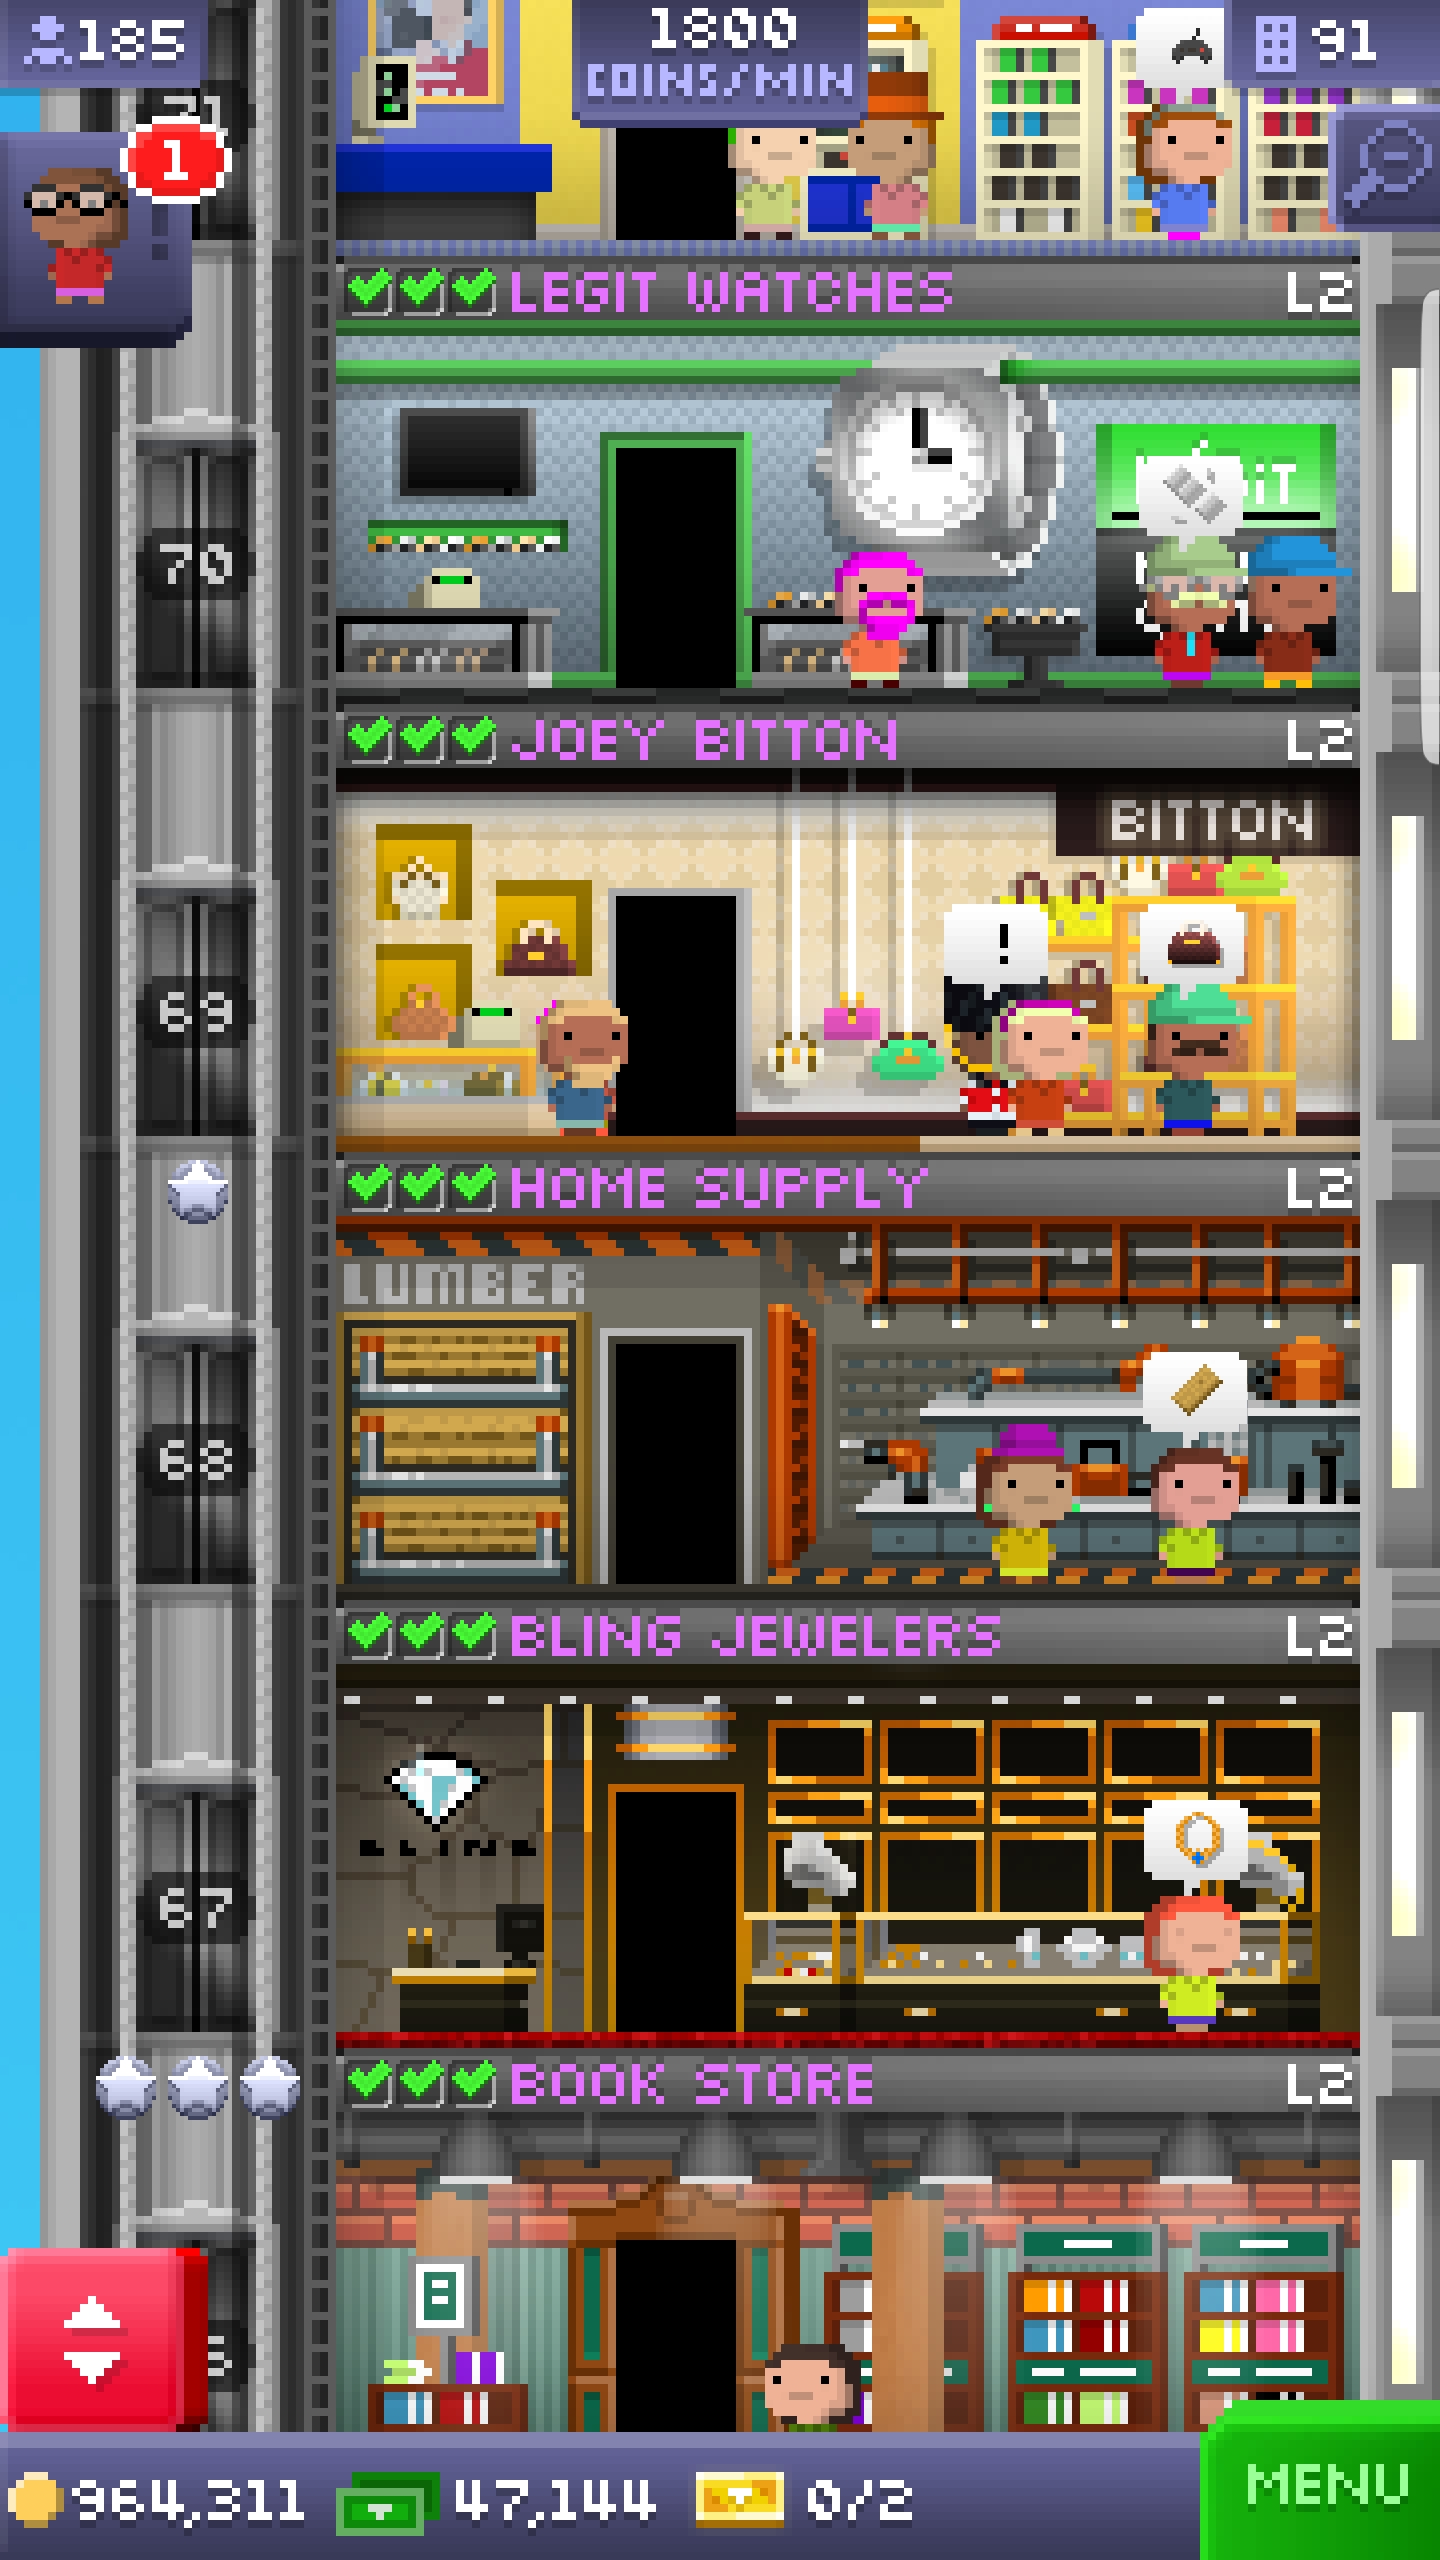 185
1800
COINS/MIN
91
71
1
LEGIT WATCHES L2
70
JOEY BITTON L2
BITTON
69
!
HOME SUPPLY L2
LUMBER
68
BLING JEWELERS L2
BLING
67
BOOK STORE L2
964,311
47,144
0/2
MENU